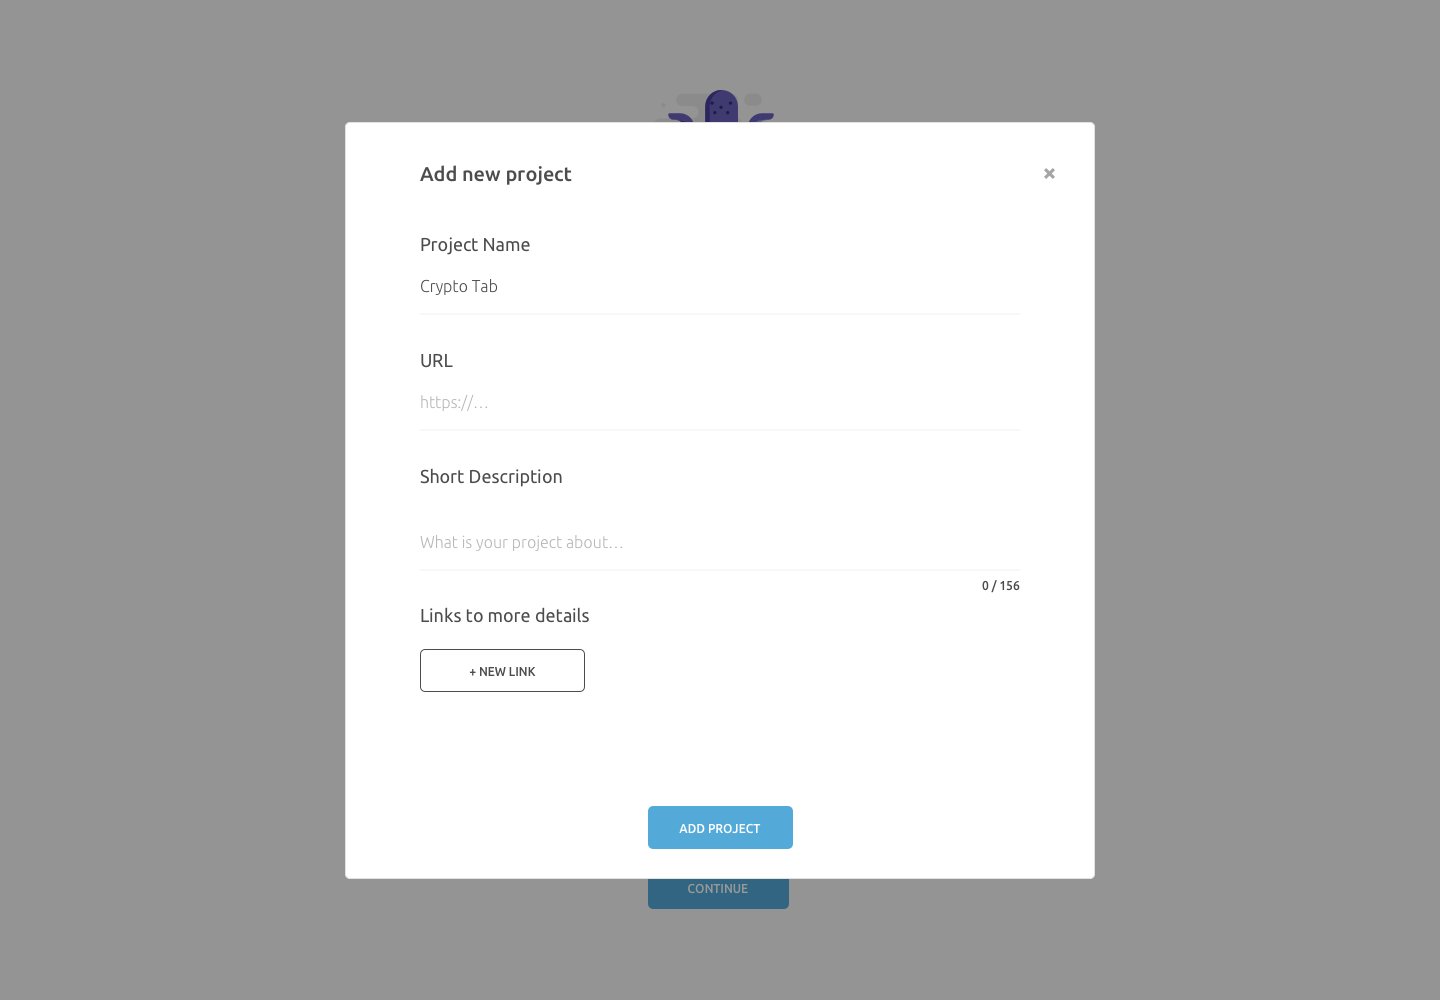 Add new project
Project Name
Crypto Tab
URL
https://...
Short Description
What is your project about...
0 / 156
Links to more details
+ NEW LINK
ADD PROJECT
CONTINUE